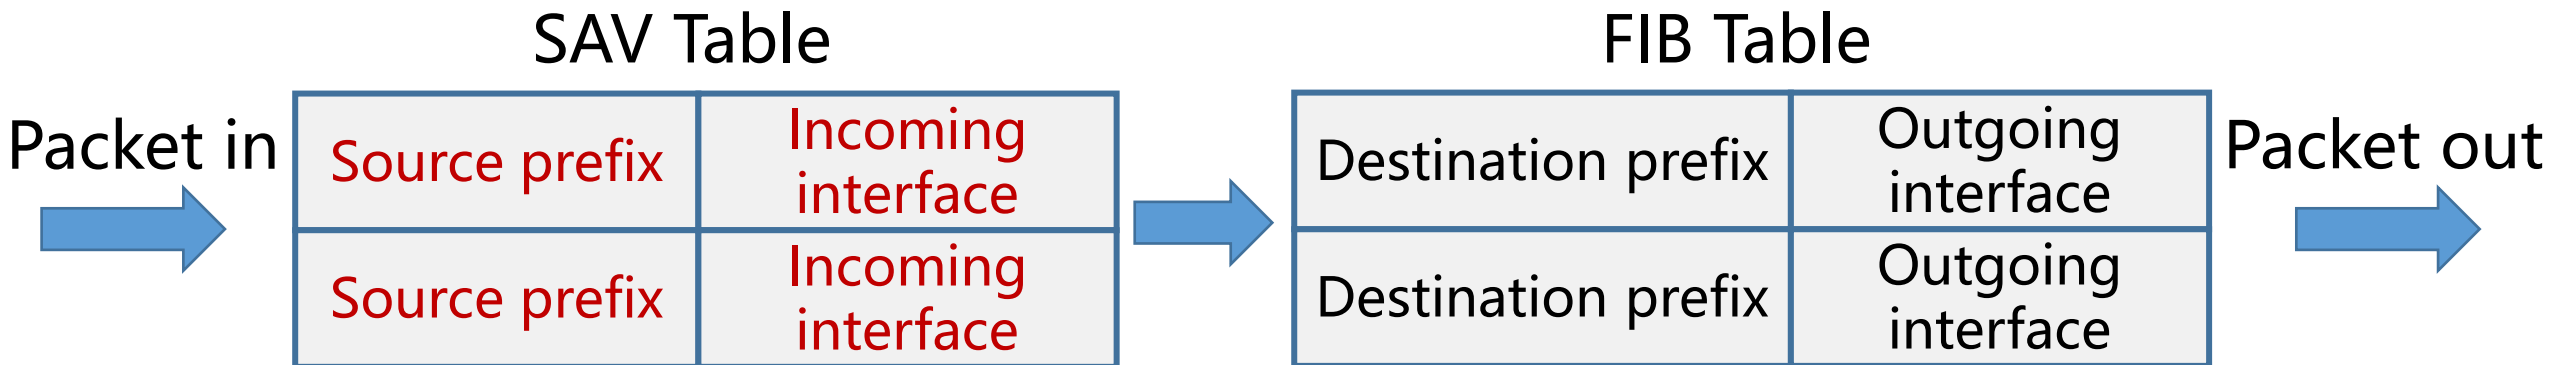 SAV Table
FIB Table
Packet in
Source prefix
Incoming
interface
Source prefix
Incoming
interface
Destination prefix
Outgoing
interface
Destination prefix
Outgoing
interface
Packet out